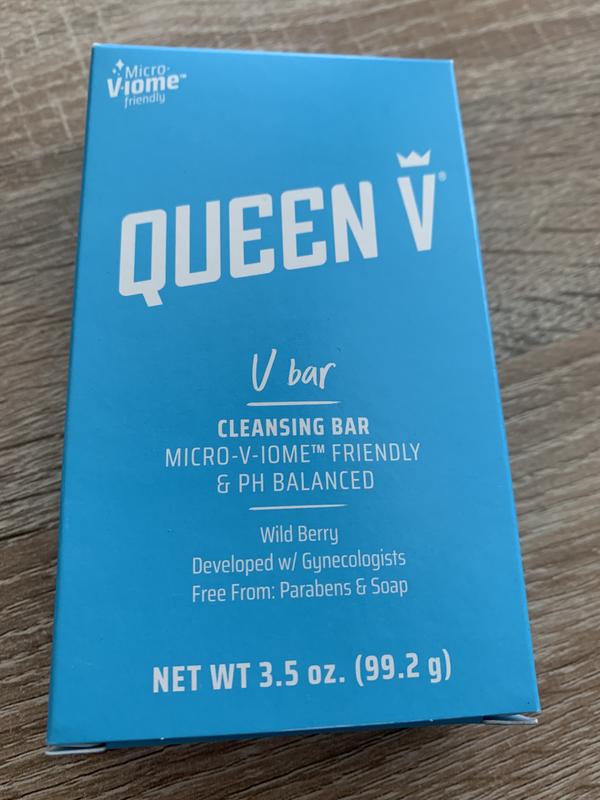 Micro-
V·iome™
friendly
QUEEN V®
V bar
CLEANSING BAR
MICRO-V-IOME™ FRIENDLY
& PH BALANCED
Wild Berry
Developed w/ Gynecologists
Free From: Parabens & Soap
NET WT 3.5 oz. (99.2 g)